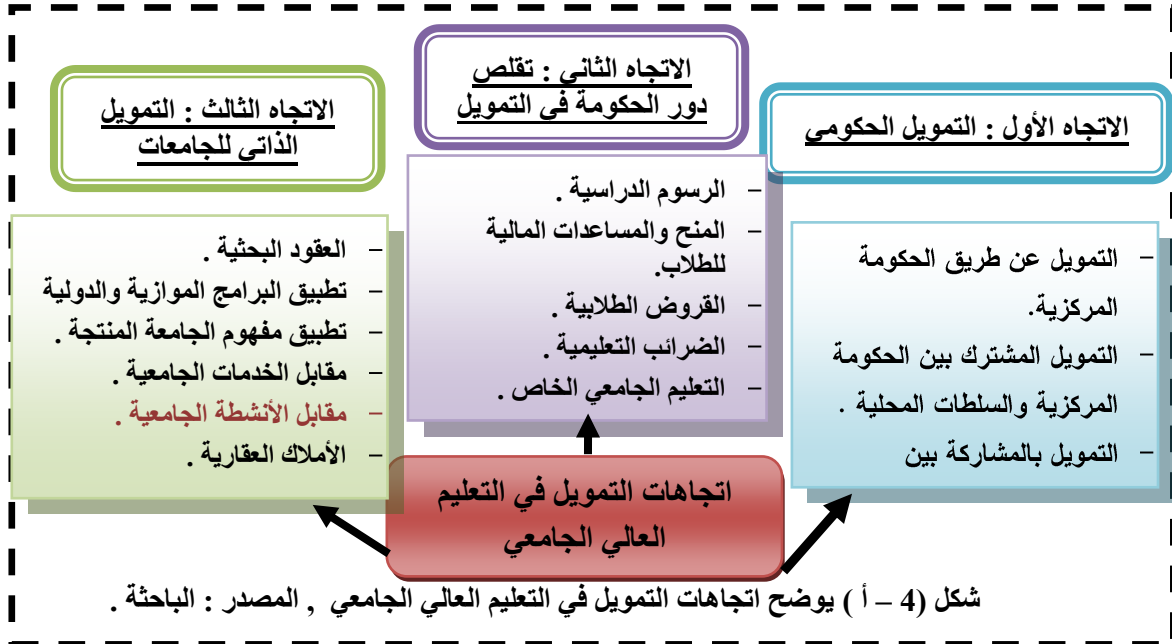 الاتجاه الأول : التمويل الحكومي
– التمويل عن طريق الحكومة
المركزية.
– التمويل المشترك بين الحكومة
المركزية والسلطات المحلية .
– التمويل بالمشاركة بين
الاتجاه الثاني : تقلص
دور الحكومة في التمويل
– الرسوم الدراسية .
– المنح والمساعدات المالية
للطلاب.
– القروض الطلابية .
– الضرائب التعليمية .
– التعليم الجامعي الخاص .
الاتجاه الثالث : التمويل
الذاتي للجامعات
– العقود البحثية .
– تطبيق البرامج الموازية والدولية
– تطبيق مفهوم الجامعة المنتجة .
– مقابل الخدمات الجامعية .
– مقابل الأنشطة الجامعية .
– الأملاك العقارية .
اتجاهات التمويل في التعليم
العالي الجامعي
شكل (4 – أ ) يوضح اتجاهات التمويل في التعليم العالي الجامعي , المصدر : الباحثة .